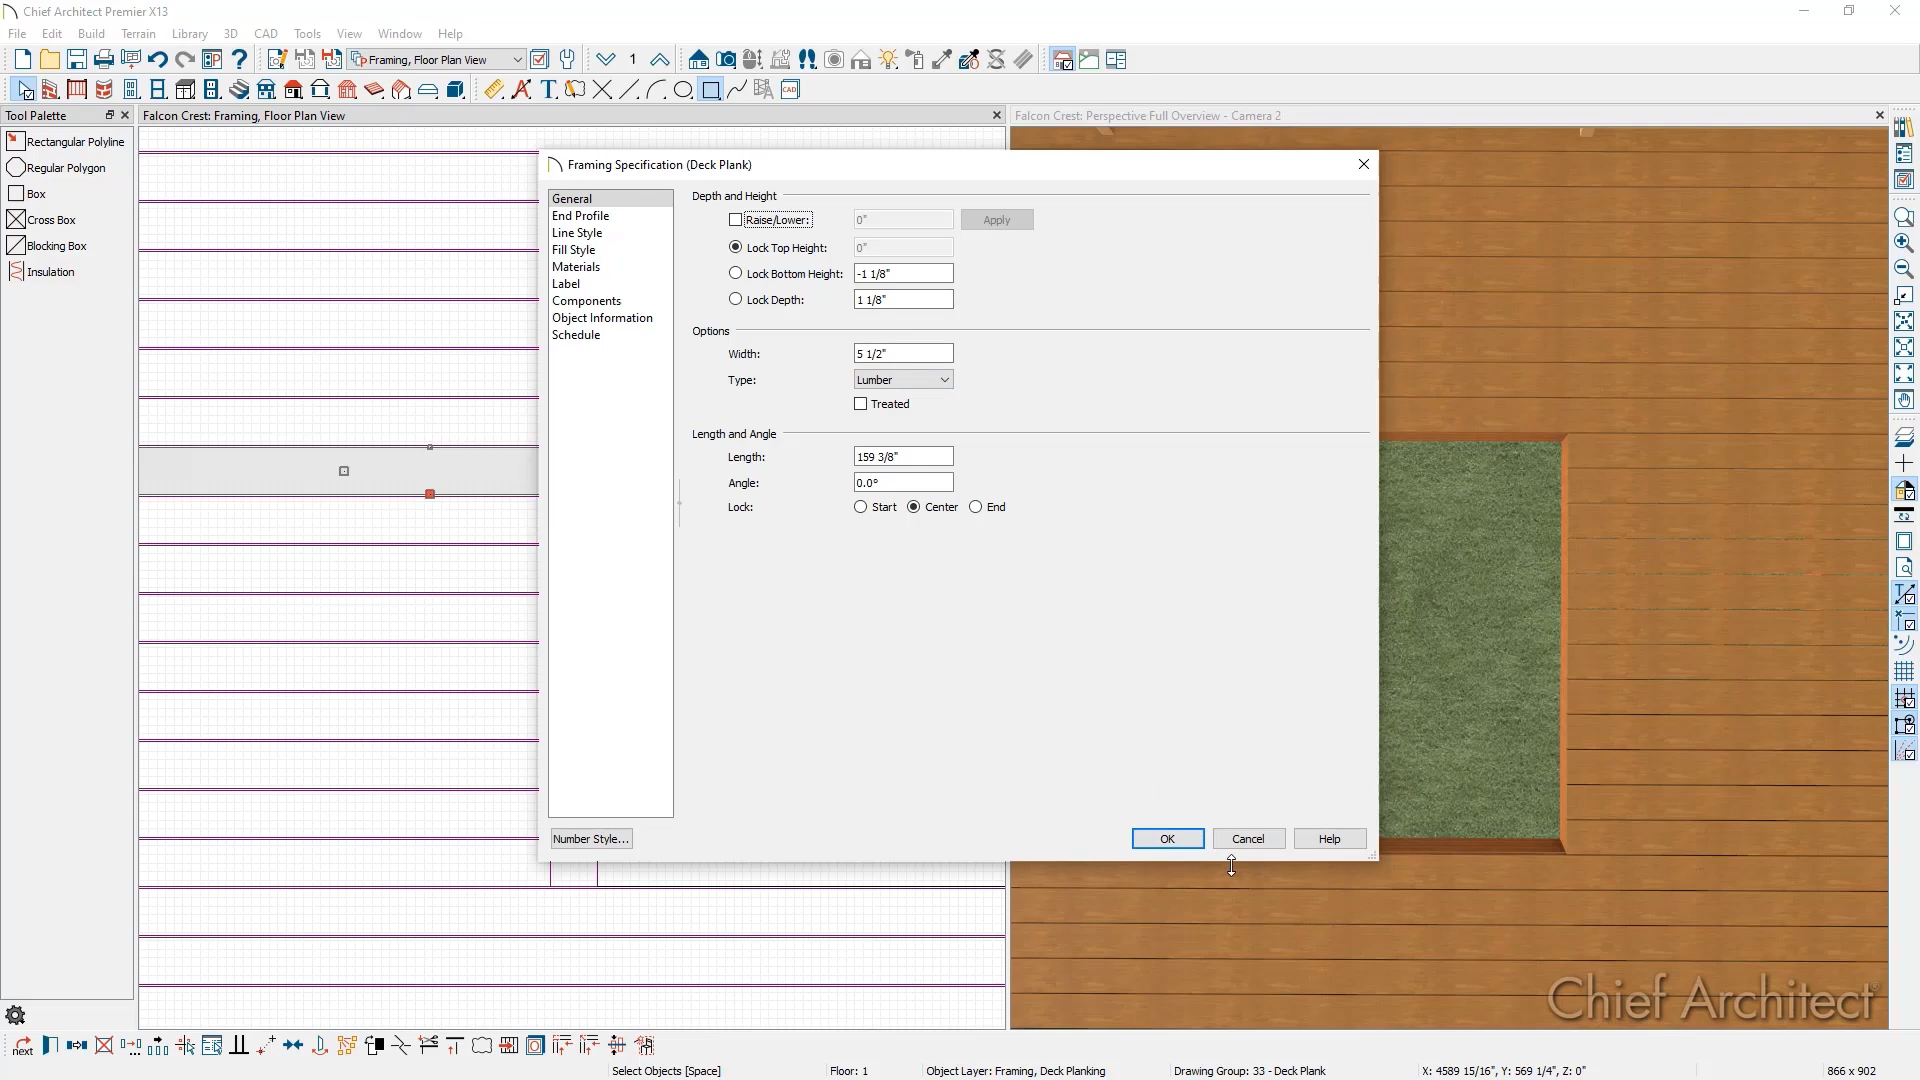 Chief Architect Premier X13
File Edit Build Terrain Library 3D CAD Tools View Window Help
Framing, Floor Plan View
1
CAD
Tool Palette
Falcon Crest: Framing, Floor Plan View
Falcon Crest: Perspective Full Overview - Camera 2
Rectangular Polyline
Regular Polygon
Box
Cross Box
Blocking Box
Insulation
Framing Specification (Deck Plank)
General
End Profile
Line Style
Fill Style
Materials
Label
Components
Object Information
Schedule
Depth and Height
Raise/Lower: 0" Apply
Lock Top Height: 0"
Lock Bottom Height: -1 1/8"
Lock Depth: 1 1/8"
Options
Width: 5 1/2"
Type: Lumber
Treated
Length and Angle
Length: 159 3/8"
Angle: 0.0°
Lock: Start Center End
Number Style...
OK Cancel Help
Chief Architect®
next
Select Objects [Space] Floor: 1 Object Layer: Framing, Deck Planking Drawing Group: 33 - Deck Plank X: 4589 15/16", Y: 569 1/4", Z: 0" 866 x 902